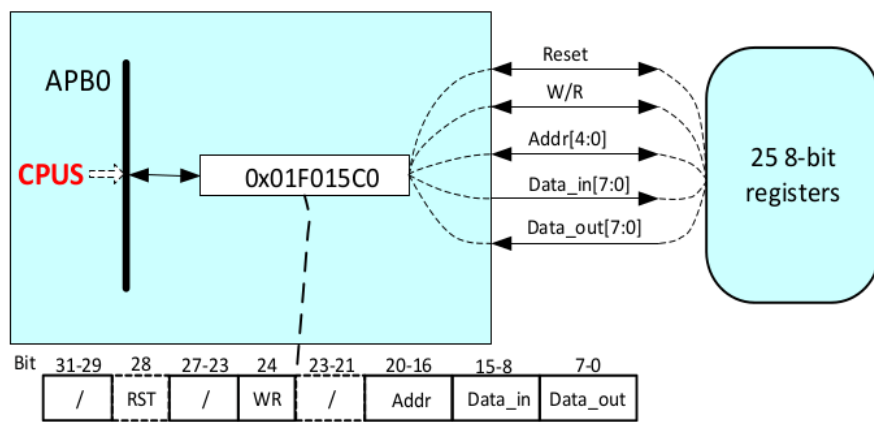 Reset
APB0
W/R
Addr[4:0]
CPUS
0x01F015C0
Data_in[7:0]
25 8-bit
registers
Data_out[7:0]
Bit 31-29 28 27-23 24 23-21 20-16 15-8 7-0
/ RST / WR / Addr Data_in Data_out